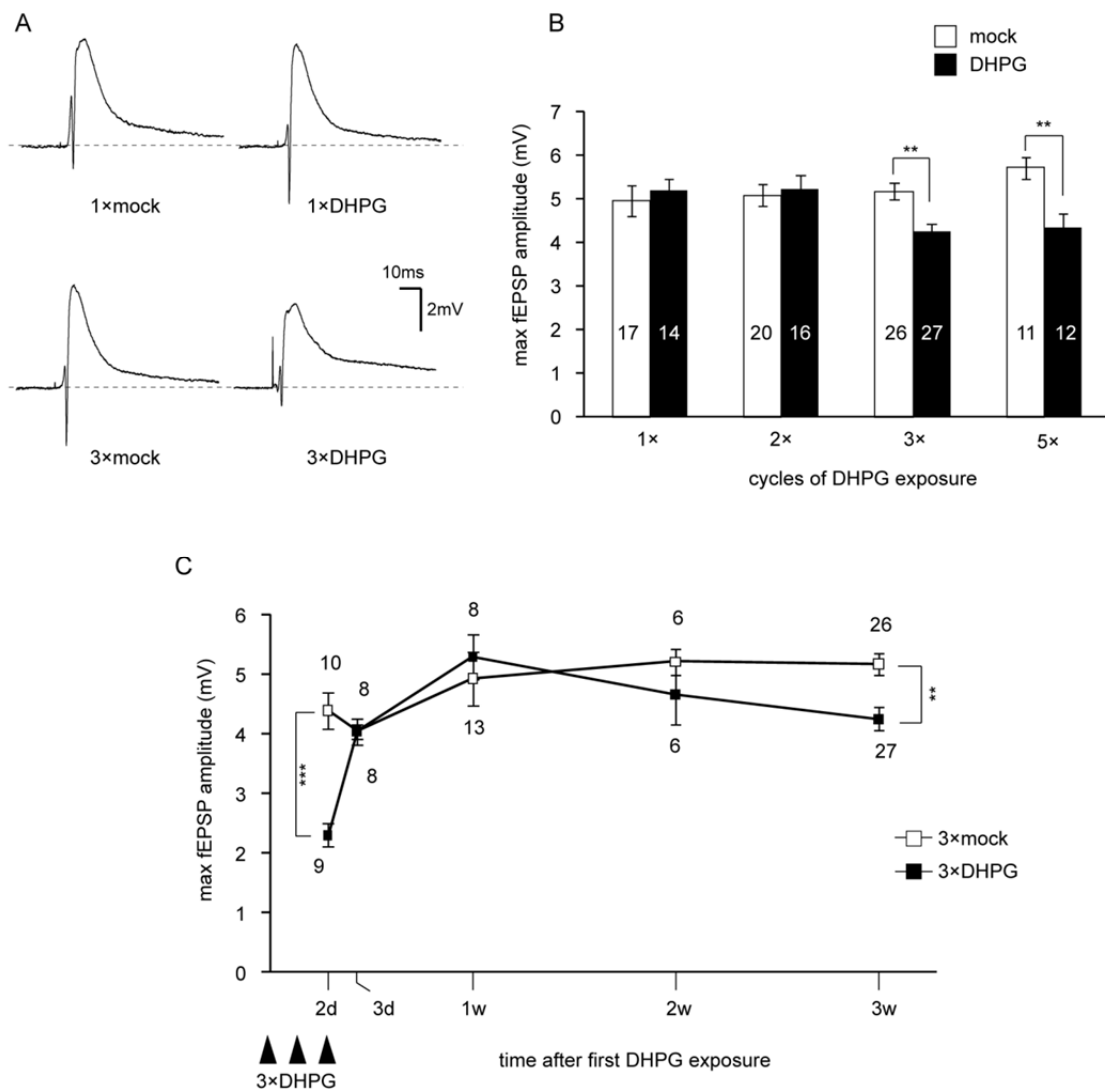 A
1×mock
1×DHPG
10ms
2mV
3×mock
3×DHPG
B
mock
DHPG
max fEPSP amplitude (mV)
7
6
5
4
3
2
1
0
**
**
17
14
20
16
26
27
11
12
1×
2×
3×
5×
cycles of DHPG exposure
C
max fEPSP amplitude (mV)
6
5
4
3
2
1
0
10
8
8
6
26
***
**
9
8
13
6
27
3×mock
3×DHPG
2d
3d
1w
2w
3w
3×DHPG
time after first DHPG exposure